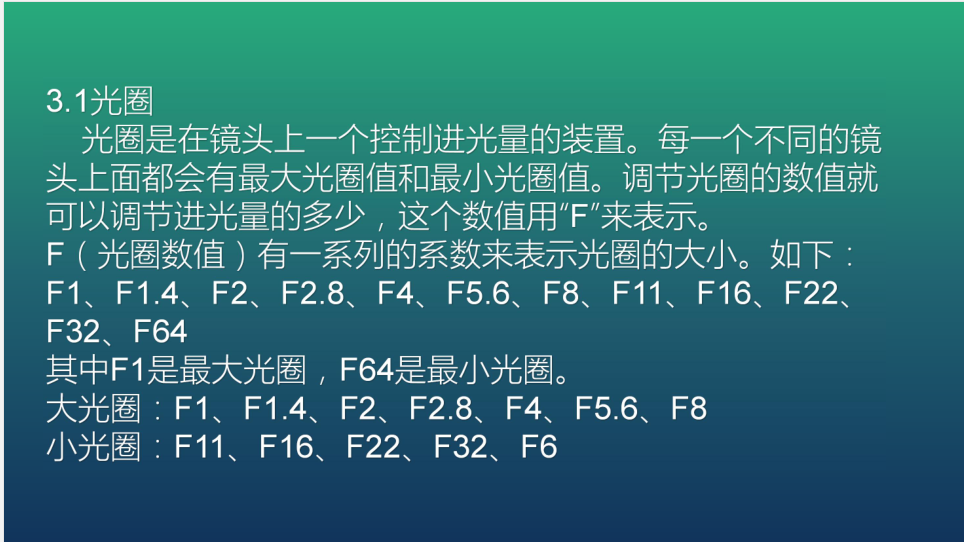 3.1光圈
光圈是在镜头上一个控制进光量的装置。每一个不同的镜
头上面都会有最大光圈值和最小光圈值。调节光圈的数值就
可以调节进光量的多少，这个数值用“F”来表示。
F（光圈数值）有一系列的系数来表示光圈的大小。如下：
F1、F1.4、F2、F2.8、F4、F5.6、F8、F11、F16、F22、
F32、F64
其中F1是最大光圈，F64是最小光圈。
大光圈：F1、F1.4、F2、F2.8、F4、F5.6、F8
小光圈：F11、F16、F22、F32、F6